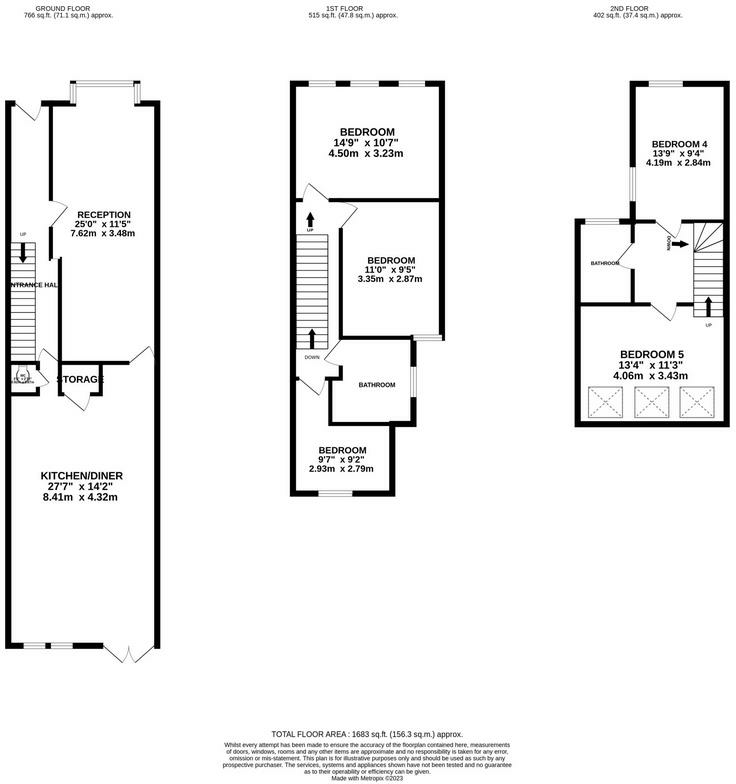 GROUND FLOOR
766 sq.ft. (71.1 sq.m.) approx.
1ST FLOOR
515 sq.ft. (47.8 sq.m.) approx.
2ND FLOOR
402 sq.ft. (37.4 sq.m.) approx.
RECEPTION
25'0" x 11'5"
7.62m x 3.48m
UP
NTRANCE HAL
WC
STORAGE
KITCHEN/DINER
27'7" x 14'2"
8.41m x 4.32m
BEDROOM
14'9" x 10'7"
4.50m x 3.23m
UP
BEDROOM
11'0" x 9'5"
3.35m x 2.87m
DOWN
BATHROOM
BEDROOM
9'7" x 9'2"
2.93m x 2.79m
BEDROOM 4
13'9" x 9'4"
4.19m x 2.84m
DOWN
BATHROOM
UP
BEDROOM 5
13'4" x 11'3"
4.06m x 3.43m
TOTAL FLOOR AREA : 1683 sq.ft. (156.3 sq.m.) approx.
Whilst every attempt has been made to ensure the accuracy of the floorplan contained here, measurements
of doors, windows, rooms and any other items are approximate and no responsibility is taken for any error,
omission or mis-statement. This plan is for illustrative purposes only and should be used as such by any
prospective purchaser. The services, systems and appliances shown have not been tested and no guarantee
as to their operability or efficiency can be given.
Made with Metropix ©2023